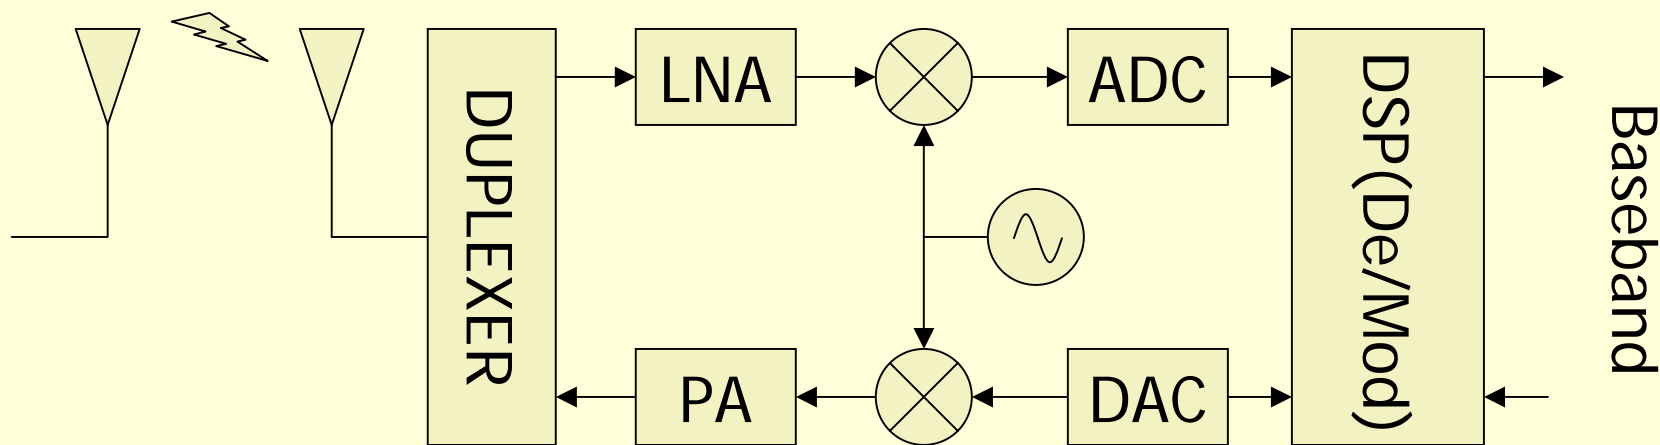 DUPLEXER
LNA
ADC
DSP(De/Mod)
Baseband
PA
DAC